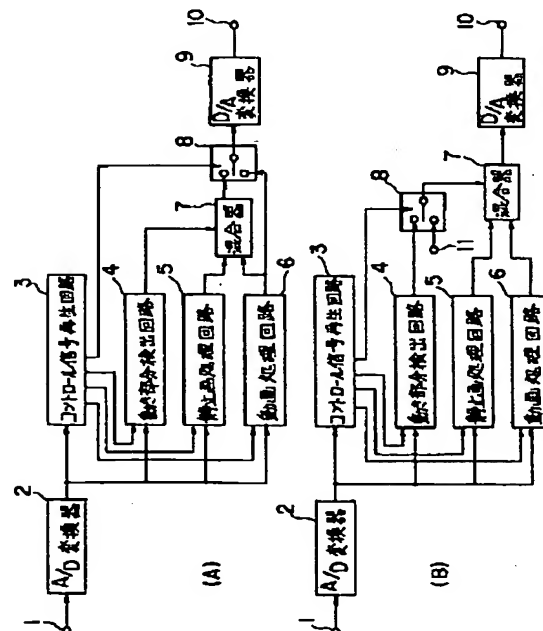 (A)
1
2
A/D変換器
3
コントロール信号再生回路
4
動き部分検出回路
5
静止画処理回路
6
動画処理回路
7
混合器
8
9
D/A変換器
10
(B)
1
2
A/D変換器
3
コントロール信号再生回路
4
動き部分検出回路
5
静止画処理回路
6
動画処理回路
7
混合器
8
11
9
D/A変換器
10